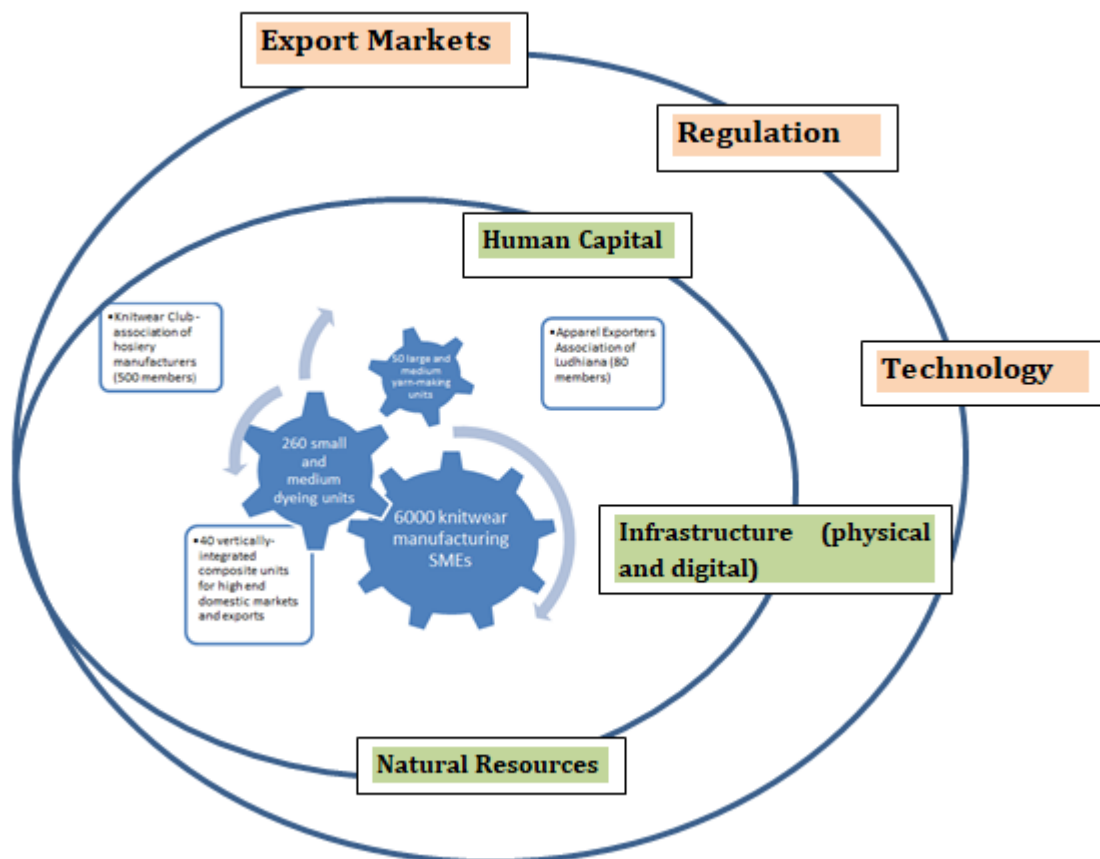 Export Markets
Regulation
Human Capital
•Knitwear Club -
association of
hosiery
manufacturers
(500 members)
50 large and
medium
yarn-making
units
•Apparel Exporters
Association of
Ludhiana (80
members)
Technology
260 small
and
medium
dyeing units
6000 knitwear
manufacturing
SMEs
Infrastructure (physical
and digital)
•40 vertically-
integrated
composite units
for high end
domestic markets
and exports
Natural Resources